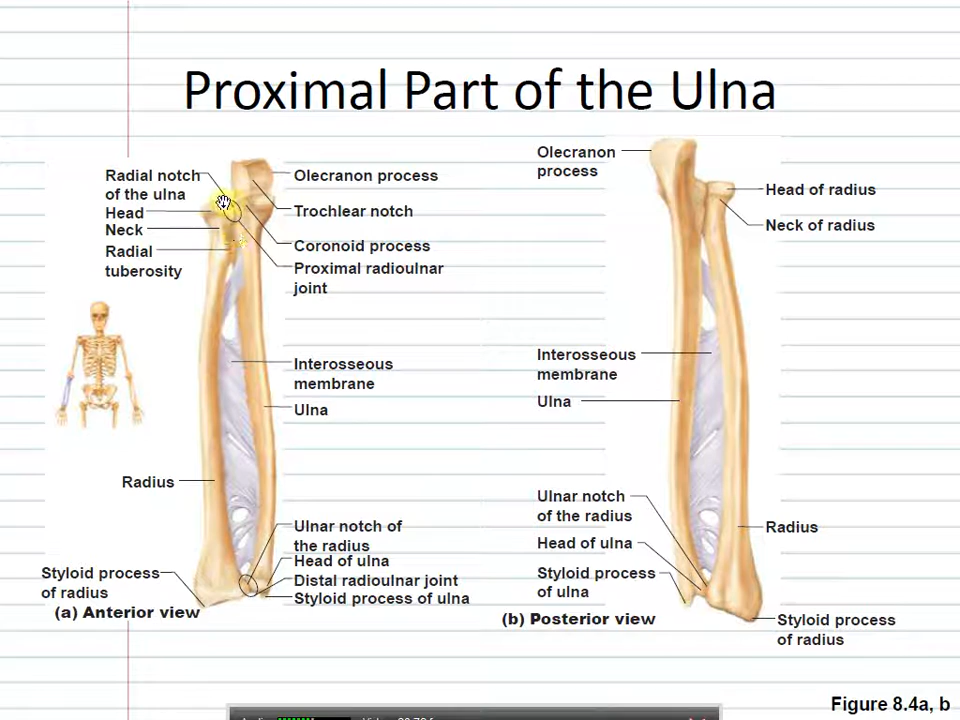 Proximal Part of the Ulna
Radial notch
of the ulna
Head
Neck
Radial
tuberosity
Olecranon process
Trochlear notch
Coronoid process
Proximal radioulnar
joint
Interosseous
membrane
Ulna
Radius
Ulnar notch of
the radius
Head of ulna
Distal radioulnar joint
Styloid process of ulna
Styloid process
of radius
(a) Anterior view
Olecranon
process
Head of radius
Neck of radius
Interosseous
membrane
Ulna
Ulnar notch
of the radius
Head of ulna
Styloid process
of ulna
Radius
Styloid process
of radius
(b) Posterior view
Figure 8.4a, b